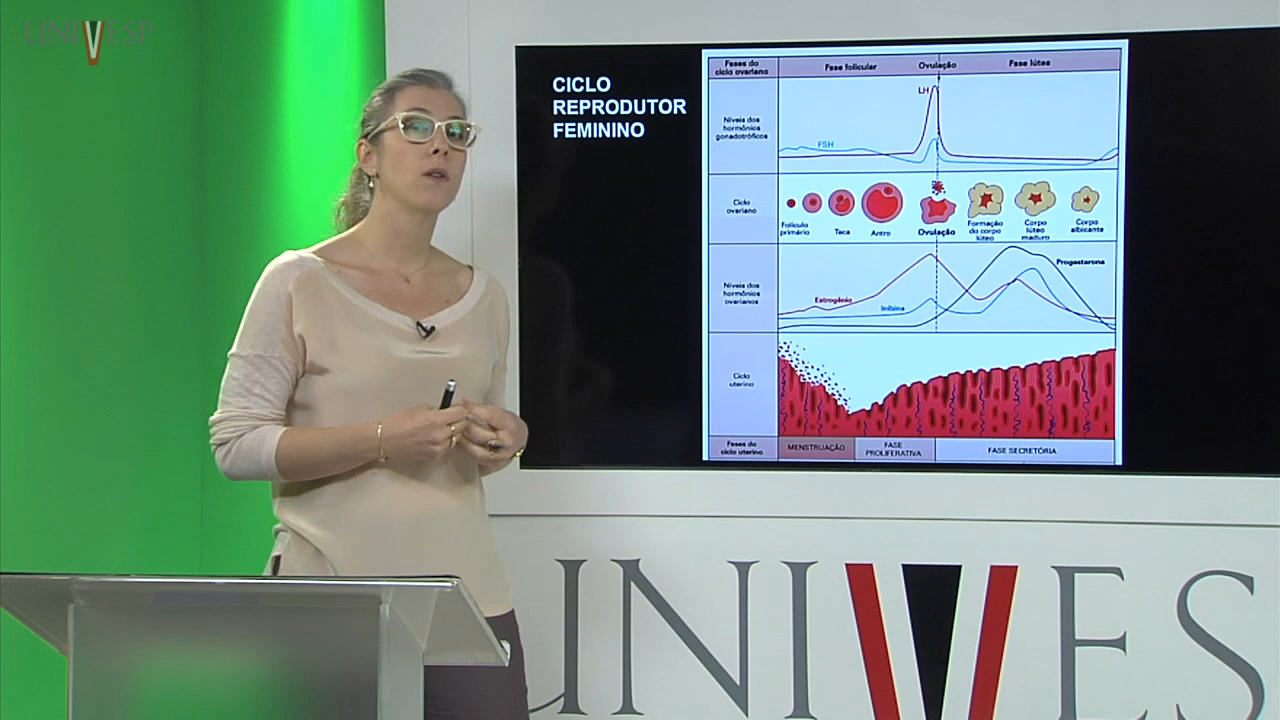 UNIVESP
CICLO
REPRODUTOR
FEMININO
Fases do
ciclo ovariano
Fase folicular
Ovulação
Fase lútea
Níveis dos
hormônios
gonadotróficos
LH
FSH
Ciclo
ovariano
Folículo
primário
Teca
Antro
Ovulação
Formação
do corpo
lúteo
Corpo
lúteo
maduro
Corpo
albicante
Níveis dos
hormônios
ovarianos
Estrogênio
Inibina
Progesterona
Ciclo
uterino
Fases do
ciclo uterino
MENSTRUAÇÃO
FASE
PROLIFERATIVA
FASE SECRETÓRIA
UNIVESP